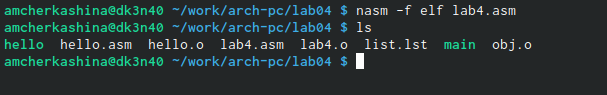 amcherkashina@dk3n40 ~/work/arch-pc/lab04 $ nasm -f elf lab4.asm
amcherkashina@dk3n40 ~/work/arch-pc/lab04 $ ls
hello hello.asm hello.o lab4.asm lab4.o list.lst main obj.o
amcherkashina@dk3n40 ~/work/arch-pc/lab04 $